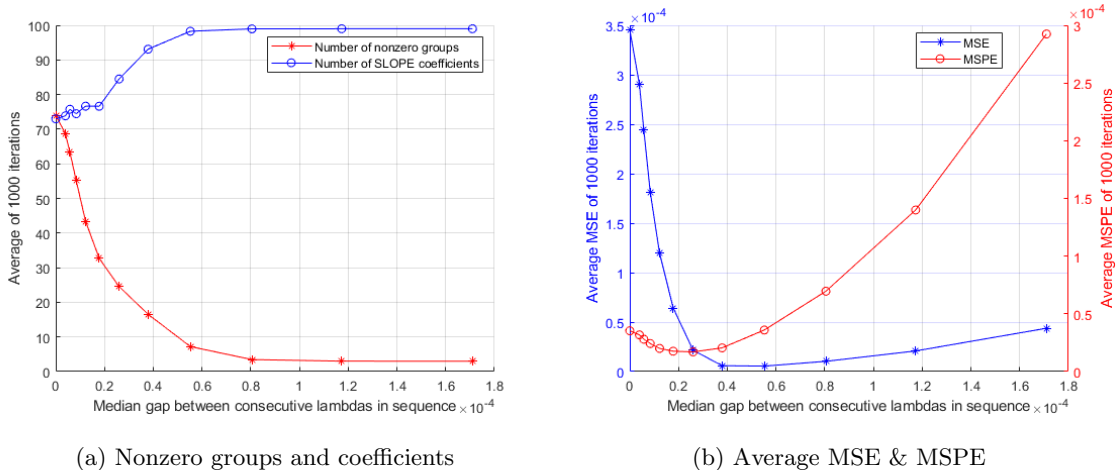 100
90
80
70
60
50
40
30
20
10
0
Average of 1000 iterations
Number of nonzero groups
Number of SLOPE coefficients
0 0.2 0.4 0.6 0.8 1 1.2 1.4 1.6 1.8
Median gap between consecutive lambdas in sequence ×10^-4
(a) Nonzero groups and coefficients
3.5 ×10^-4
3
2.5
2
1.5
1
0.5
0
Average MSE of 1000 iterations
MSE
MSPE
3 ×10^-4
2.5
2
1.5
1
0.5
0
Average MSPE of 1000 iterations
0 0.2 0.4 0.6 0.8 1 1.2 1.4 1.6 1.8
Median gap between consecutive lambdas in sequence ×10^-4
(b) Average MSE & MSPE